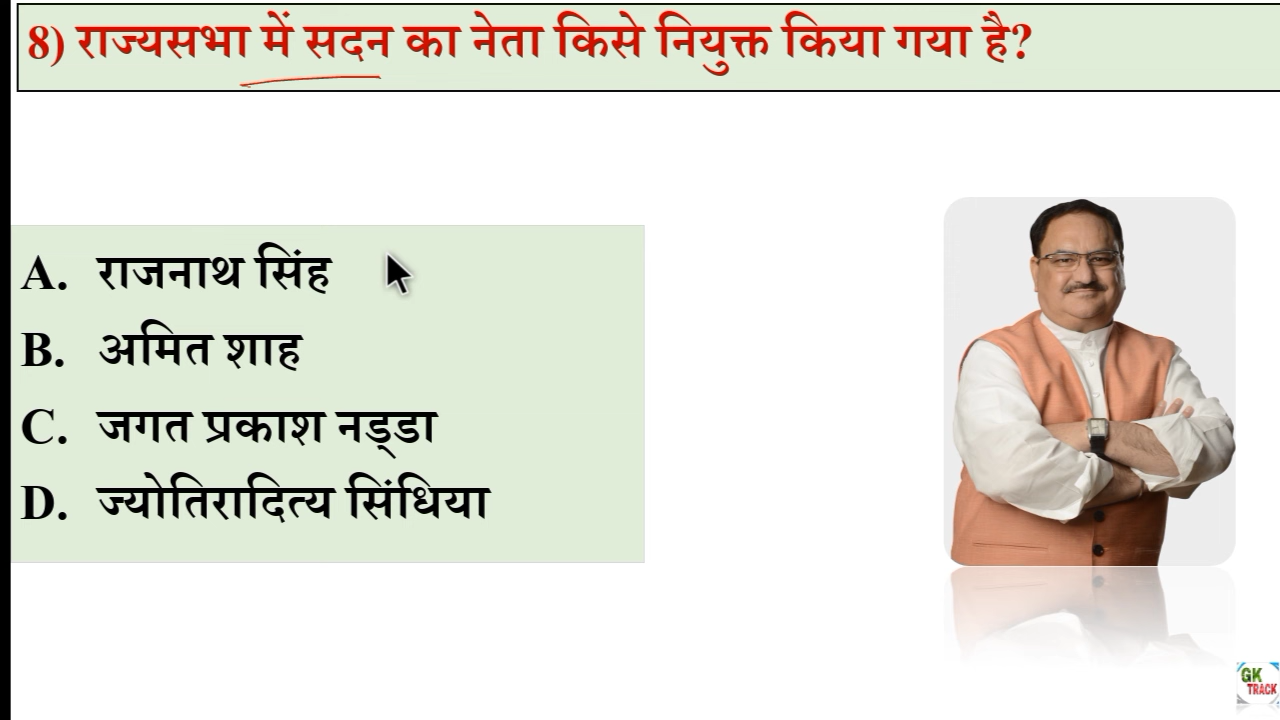 8) राज्यसभा में सदन का नेता किसे नियुक्त किया गया है?
A. राजनाथ सिंह
B. अमित शाह
C. जगत प्रकाश नड्डा
D. ज्योतिरादित्य सिंधिया
GK
TRACK